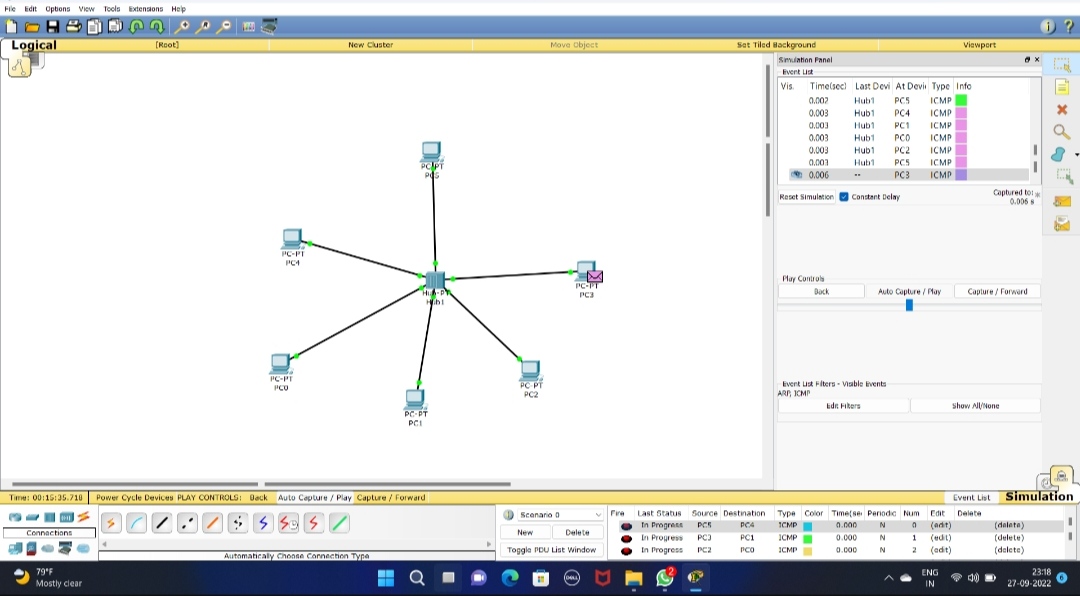 File Edit Options View Tools Extensions Help
Logical [Root] New Cluster Move Object Set Tiled Background Viewport
Simulation Panel
Event List
Vis. Time(sec) Last Devi At Devi Type Info
0.002 Hub1 PC5 ICMP
0.003 Hub1 PC4 ICMP
0.003 Hub1 PC1 ICMP
0.003 Hub1 PC0 ICMP
0.003 Hub1 PC2 ICMP
0.003 Hub1 PC5 ICMP
0.006 -- PC3 ICMP
Reset Simulation Constant Delay Captured to:
0.006 s
PC-PT
PC5
PC-PT
PC4
Hub-PT
Hub1
PC-PT
PC3
PC-PT
PC0
PC-PT
PC2
PC-PT
PC1
Play Controls
Back Auto Capture / Play Capture / Forward
Event List Filters - Visible Events
ARP, ICMP
Edit Filters Show All/None
Time: 00:15:35.718 Power Cycle Devices PLAY CONTROLS: Back Auto Capture / Play Capture / Forward Event List Simulation
Connections
Automatically Choose Connection Type
Scenario 0
New Delete
Toggle PDU List Window
Fire Last Status Source Destination Type Color Time(se Periodic Num Edit Delete
In Progress PC5 PC4 ICMP 0.000 N 0 (edit) (delete)
In Progress PC3 PC1 ICMP 0.000 N 1 (edit) (delete)
In Progress PC2 PC0 ICMP 0.000 N 2 (edit) (delete)
79°F
Mostly clear
DELL
2
ENG
IN
23:18
27-09-2022
6